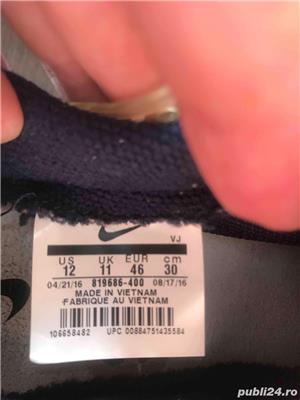 VJ
US UK EUR cm
12 11 46 30
04/21/16 819686-400 08/17/16
MADE IN VIETNAM
FABRIQUE AU VIETNAM
106658482 UPC 00884751435584
publi24.ro